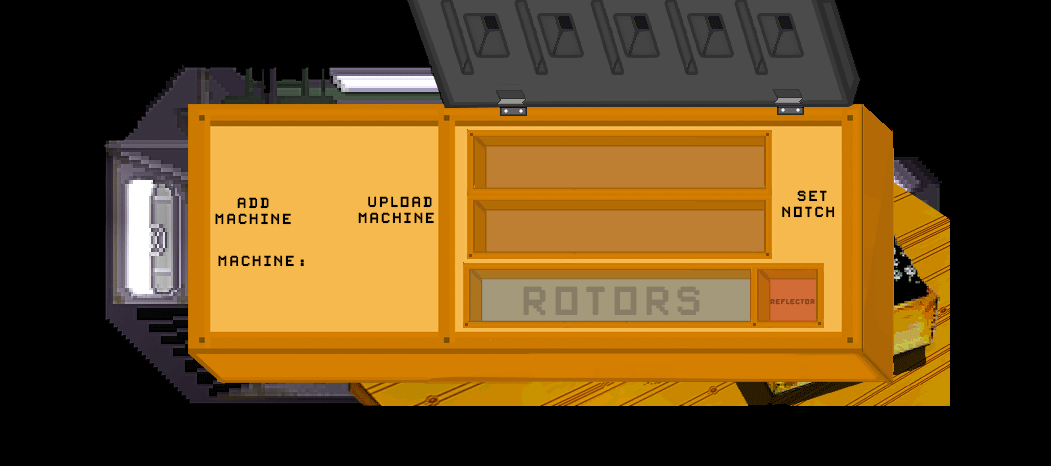 ADD
MACHINE
UPLOAD
MACHINE
MACHINE:
SET
NOTCH
ROTORS
REFLECTOR